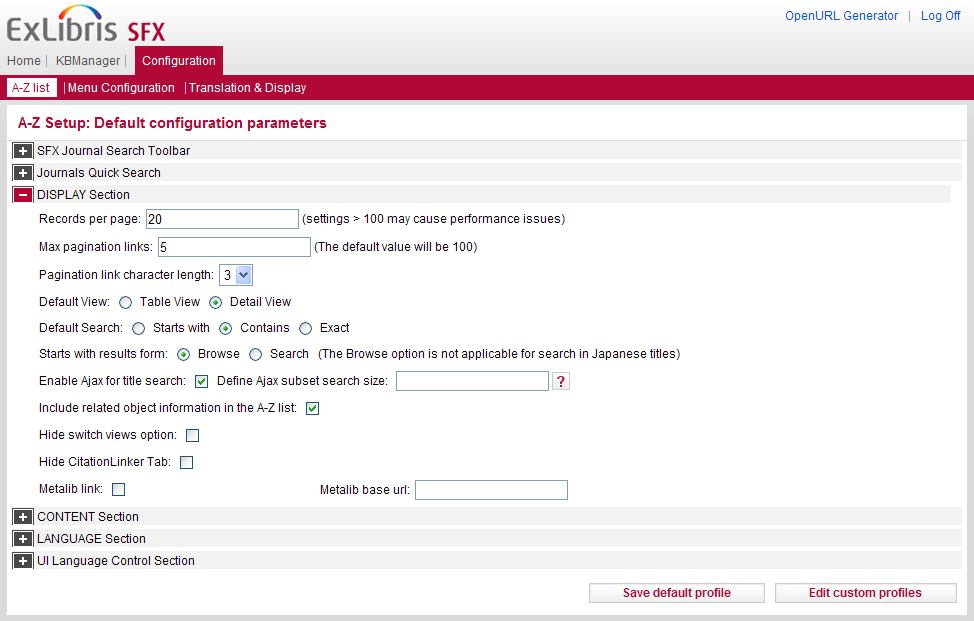 ExLibris SFX
OpenURL Generator | Log Off
Home | KBManager | Configuration
A-Z list | Menu Configuration | Translation & Display
A-Z Setup: Default configuration parameters
SFX Journal Search Toolbar
Journals Quick Search
DISPLAY Section
Records per page: 20 (settings > 100 may cause performance issues)
Max pagination links: 5 (The default value will be 100)
Pagination link character length: 3
Default View: Table View Detail View
Default Search: Starts with Contains Exact
Starts with results form: Browse Search (The Browse option is not applicable for search in Japanese titles)
Enable Ajax for title search: Define Ajax subset search size: ?
Include related object information in the A-Z list:
Hide switch views option:
Hide CitationLinker Tab:
Metalib link: Metalib base url:
CONTENT Section
LANGUAGE Section
UI Language Control Section
Save default profile Edit custom profiles